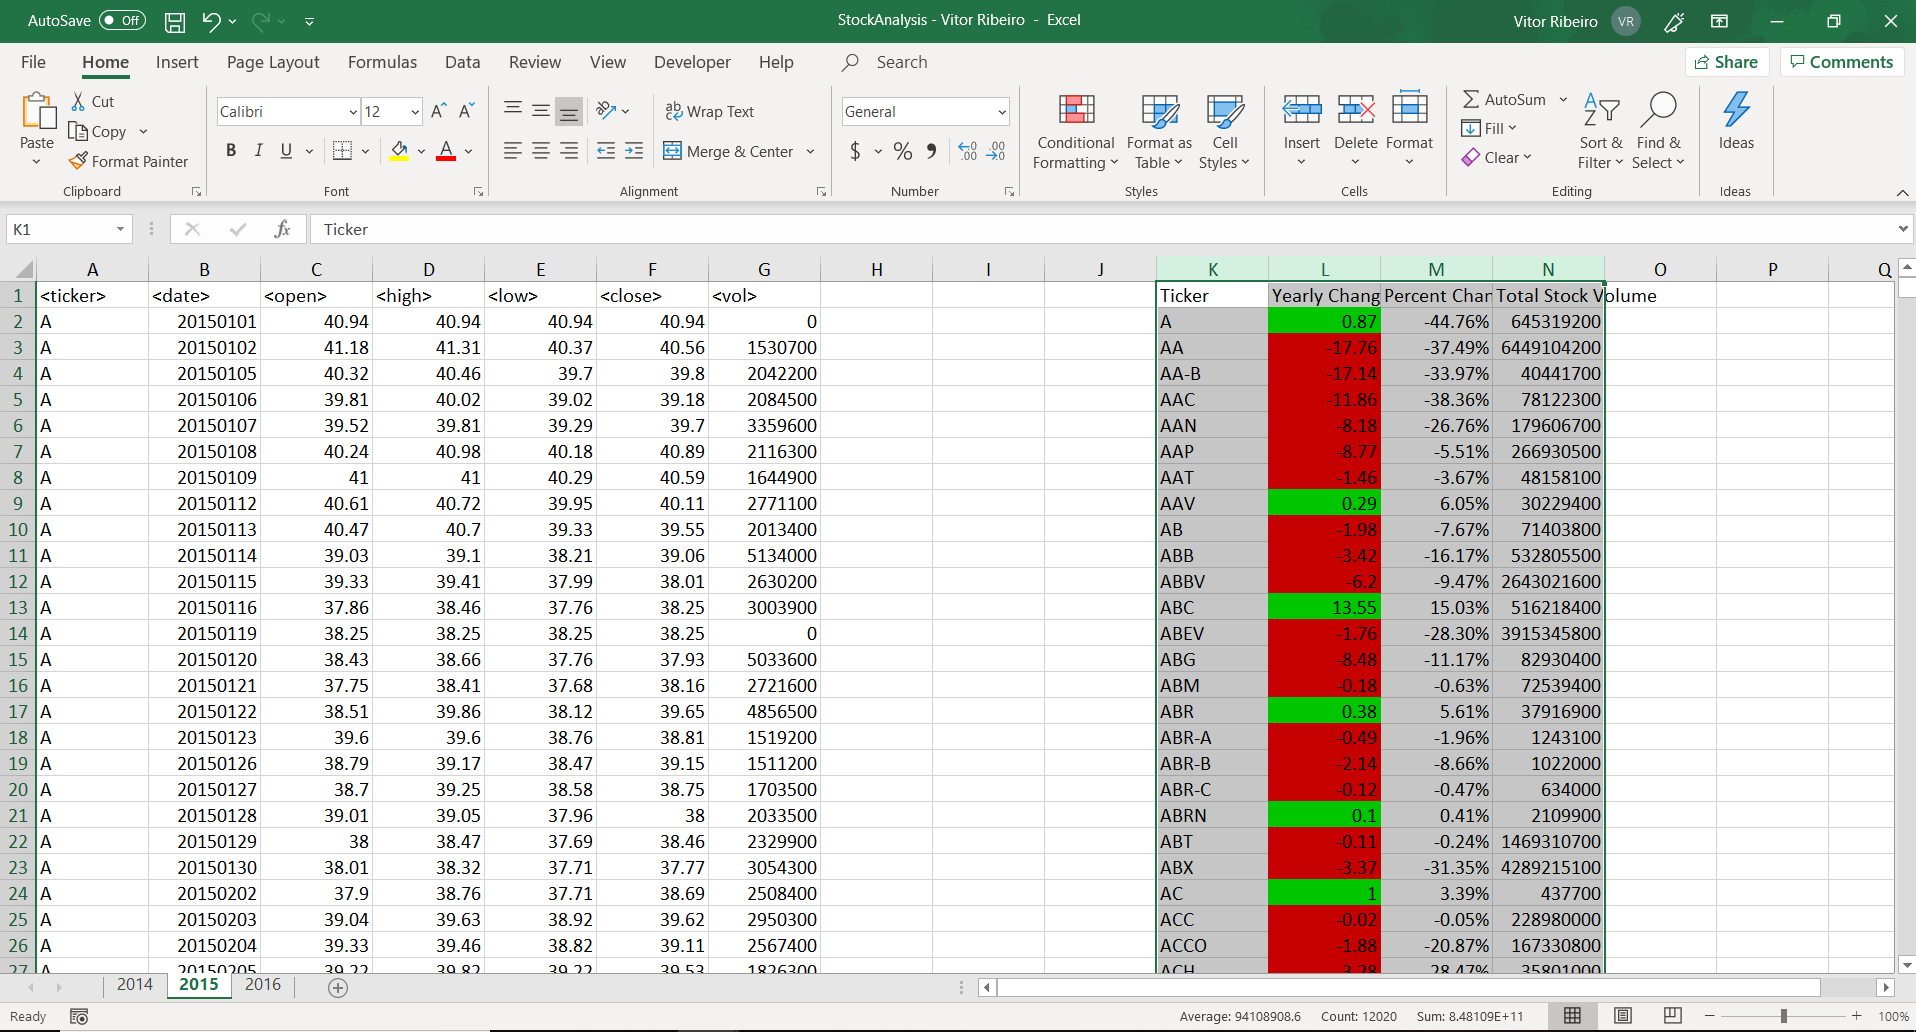 AutoSave Off StockAnalysis - Vitor Ribeiro - Excel Vitor Ribeiro VR
File Home Insert Page Layout Formulas Data Review View Developer Help Search Share Comments
Paste Cut Copy Format Painter Clipboard
Calibri 12 A A B I U A Font
ab Wrap Text Merge & Center Alignment
General $ % Number
Conditional Formatting Format as Table Cell Styles Styles
Insert Delete Format Cells
AutoSum Fill Clear Sort & Filter Find & Select Editing
Ideas Ideas
K1 fx Ticker
A B C D E F G H I J K L M N O P Q
1 <ticker> <date> <open> <high> <low> <close> <vol> Ticker Yearly Chang Percent Chan Total Stock Volume
2 A 20150101 40.94 40.94 40.94 40.94 0 A 0.87 -44.76% 645319200
3 A 20150102 41.18 41.31 40.37 40.56 1530700 AA -17.76 -37.49% 6449104200
4 A 20150105 40.32 40.46 39.7 39.8 2042200 AA-B -17.14 -33.97% 40441700
5 A 20150106 39.81 40.02 39.02 39.18 2084500 AAC -11.86 -38.36% 78122300
6 A 20150107 39.52 39.81 39.29 39.7 3359600 AAN -8.18 -26.76% 179606700
7 A 20150108 40.24 40.98 40.18 40.89 2116300 AAP -8.77 -5.51% 266930500
8 A 20150109 41 41 40.29 40.59 1644900 AAT -1.46 -3.67% 48158100
9 A 20150112 40.61 40.72 39.95 40.11 2771100 AAV 0.29 6.05% 30229400
10 A 20150113 40.47 40.7 39.33 39.55 2013400 AB -1.98 -7.67% 71403800
11 A 20150114 39.03 39.1 38.21 39.06 5134000 ABB -3.42 -16.17% 532805500
12 A 20150115 39.33 39.41 37.99 38.01 2630200 ABBV -6.2 -9.47% 2643021600
13 A 20150116 37.86 38.46 37.76 38.25 3003900 ABC 13.55 15.03% 516218400
14 A 20150119 38.25 38.25 38.25 38.25 0 ABEV -1.76 -28.30% 3915345800
15 A 20150120 38.43 38.66 37.76 37.93 5033600 ABG -8.48 -11.17% 82930400
16 A 20150121 37.75 38.41 37.68 38.16 2721600 ABM -0.18 -0.63% 72539400
17 A 20150122 38.51 39.86 38.12 39.65 4856500 ABR 0.38 5.61% 37916900
18 A 20150123 39.6 39.6 38.76 38.81 1519200 ABR-A -0.49 -1.96% 1243100
19 A 20150126 38.79 39.17 38.47 39.15 1511200 ABR-B -2.14 -8.66% 1022000
20 A 20150127 38.7 39.25 38.58 38.75 1703500 ABR-C -0.12 -0.47% 634000
21 A 20150128 39.01 39.05 37.96 38 2033500 ABRN 0.1 0.41% 2109900
22 A 20150129 38 38.47 37.69 38.46 2329900 ABT -0.11 -0.24% 1469310700
23 A 20150130 38.01 38.32 37.71 37.77 3054300 ABX -3.37 -31.35% 4289215100
24 A 20150202 37.9 38.76 37.71 38.69 2508400 AC 1 3.39% 437700
25 A 20150203 39.04 39.63 38.92 39.62 2950300 ACC -0.02 -0.05% 228980000
26 A 20150204 39.33 39.46 38.82 39.11 2567400 ACCO -1.88 -20.87% 167330800
27 A 20150205 39.22 39.82 39.22 39.53 1826300 ACH 28.47% 35801000
2014 2015 2016
Ready Average: 94108908.6 Count: 12020 Sum: 8.48109E+11 100%